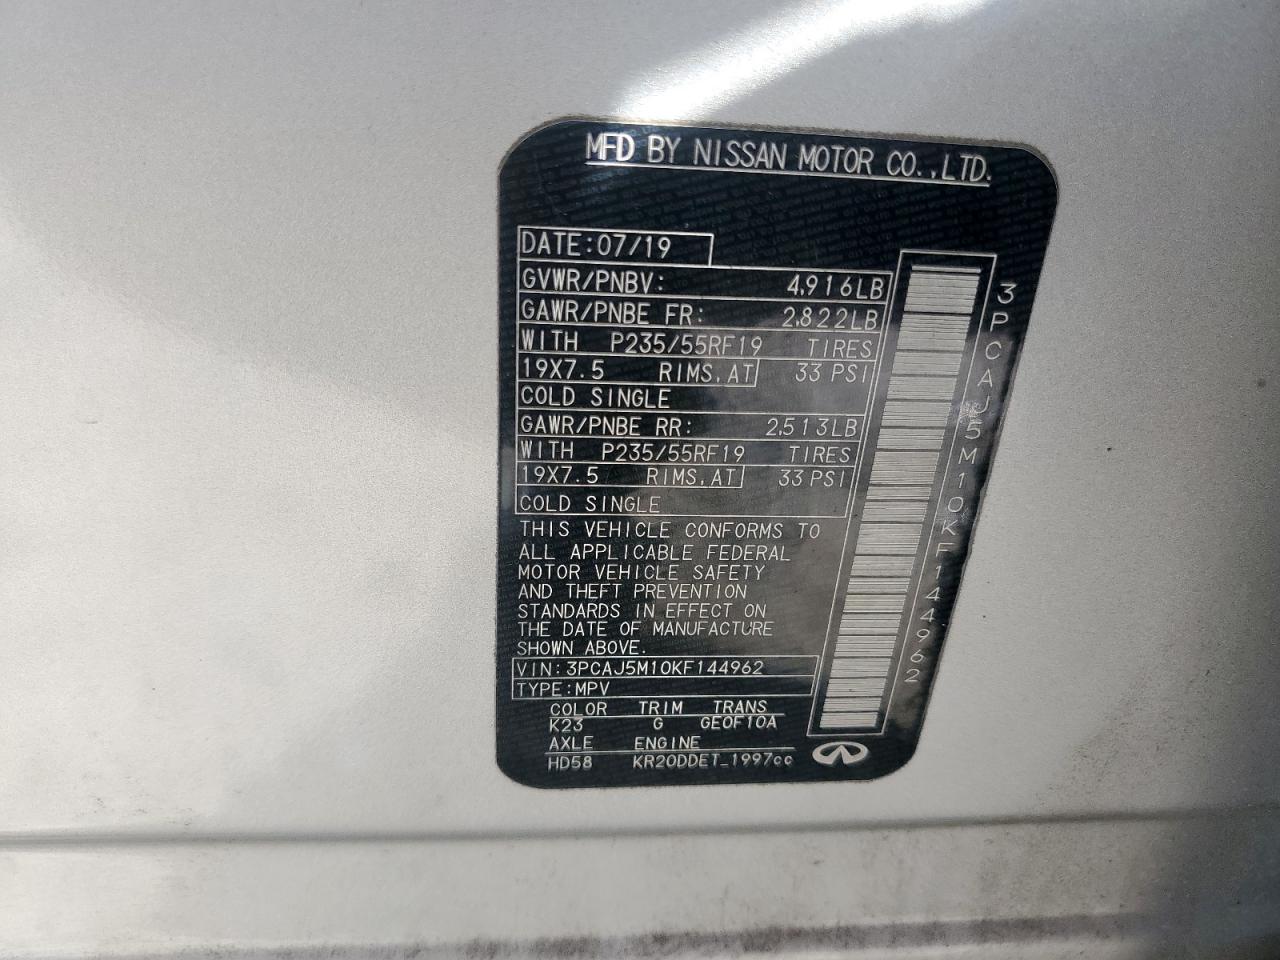 MFD BY NISSAN MOTOR CO.,LTD.
DATE:07/19
GVWR/PNBV: 4,916LB
GAWR/PNBE FR: 2,822LB
WITH P235/55RF19 TIRES
19X7.5 RIMS,AT 33 PSI
COLD SINGLE
GAWR/PNBE RR: 2,513LB
WITH P235/55RF19 TIRES
19X7.5 RIMS,AT 33 PSI
COLD SINGLE
THIS VEHICLE CONFORMS TO
ALL APPLICABLE FEDERAL
MOTOR VEHICLE SAFETY
AND THEFT PREVENTION
STANDARDS IN EFFECT ON
THE DATE OF MANUFACTURE
SHOWN ABOVE.
VIN:3PCAJ5M10KF144962
TYPE:MPV
COLOR TRIM TRANS
K23 G GE0F10A
AXLE ENGINE
HD58 KR20DDET_1997cc
3PCAJ5M10KF144962